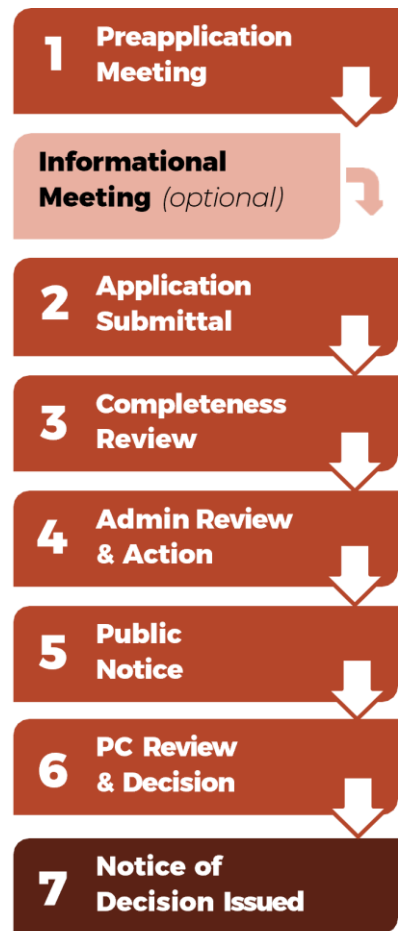 1 Preapplication
Meeting
Informational
Meeting (optional)
2 Application
Submittal
3 Completeness
Review
4 Admin Review
& Action
5 Public
Notice
6 PC Review
& Decision
7 Notice of
Decision Issued